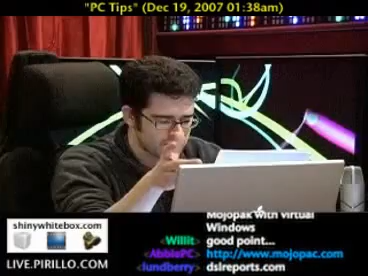 "PC Tips" (Dec 19, 2007 01:38am)
Mojopak with virtual
Windows
<Willit> good point...
<AbbiePC> http://www.mojopac.com
<lundberry> dslreports.com
shinywhitebox.com
LIVE.PIRILLO.COM